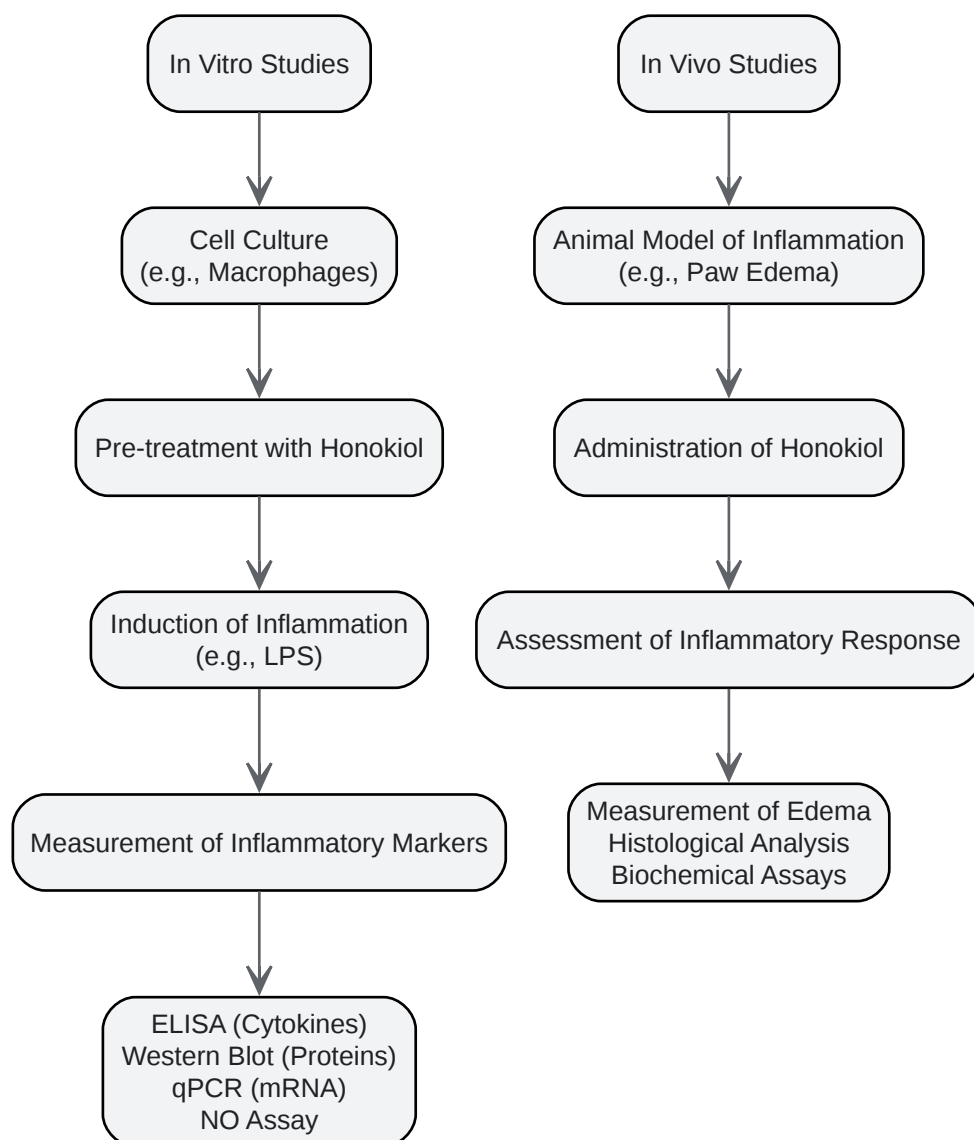 In Vitro Studies
Cell Culture
(e.g., Macrophages)
Pre-treatment with Honokiol
Induction of Inflammation
(e.g., LPS)
Measurement of Inflammatory Markers
ELISA (Cytokines)
Western Blot (Proteins)
qPCR (mRNA)
NO Assay
In Vivo Studies
Animal Model of Inflammation
(e.g., Paw Edema)
Administration of Honokiol
Assessment of Inflammatory Response
Measurement of Edema
Histological Analysis
Biochemical Assays